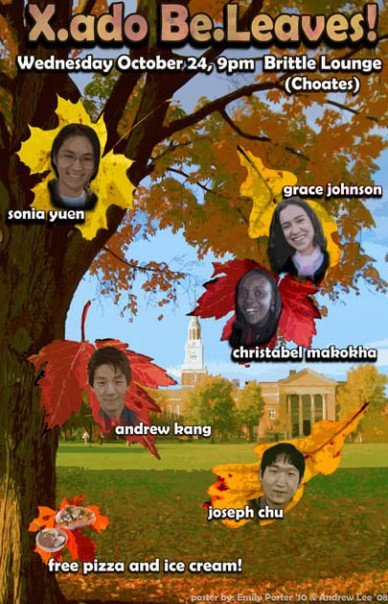 X.ado Be.Leaves!
Wednesday October 24, 9pm Brittle Lounge
(Choates)
grace johnson
sonia yuen
christabel makokha
andrew kang
joseph chu
free pizza and ice cream!
poster by: Emily Porter '10 & Andrew Lee '08